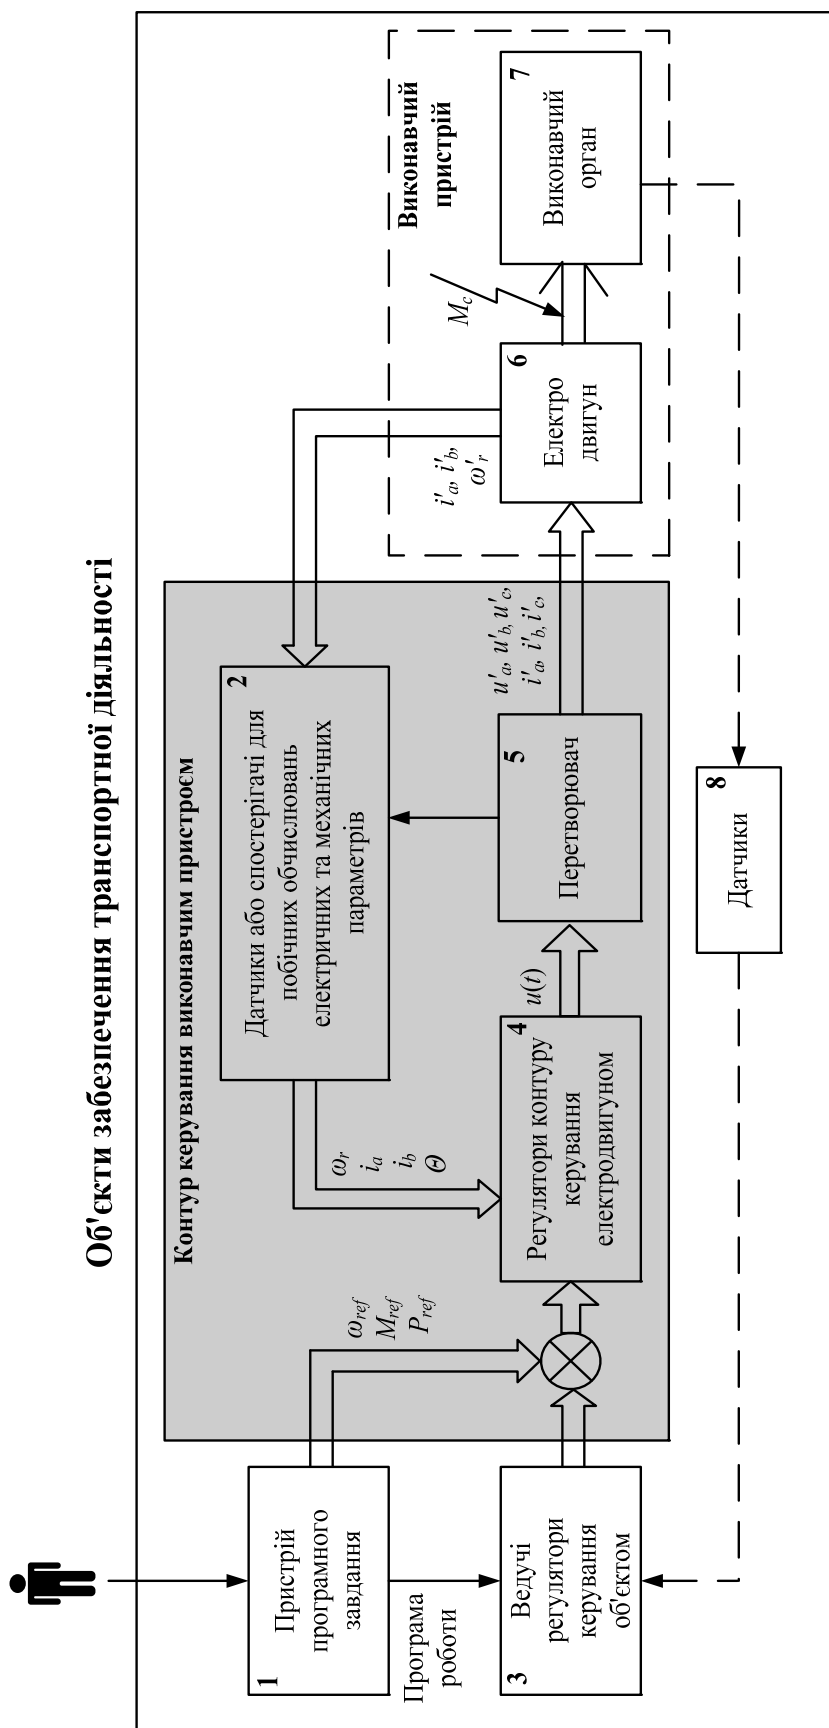 Об'єкти забезпечення транспортної діяльності
Контур керування виконавчим пристроєм
1
Пристрій
програмного
завдання
Програма
роботи
3
Ведучі
регулятори
керування
об'єктом
ω_ref
M_ref
P_ref
ω_r
i_a
i_b
Θ
2
Датчики або спостерігачі для
побічних обчислювань
електричних та механічних
параметрів
4
Регулятори контуру
керування
електродвигуном
u(t)
5
Перетворювач
u'_a, u'_b, u'_c,
i'_a, i'_b, i'_c,
i'_a, i'_b,
ω'_r
Виконавчий
пристрій
6
Електро
двигун
M_c
7
Виконавчий
орган
8
Датчики